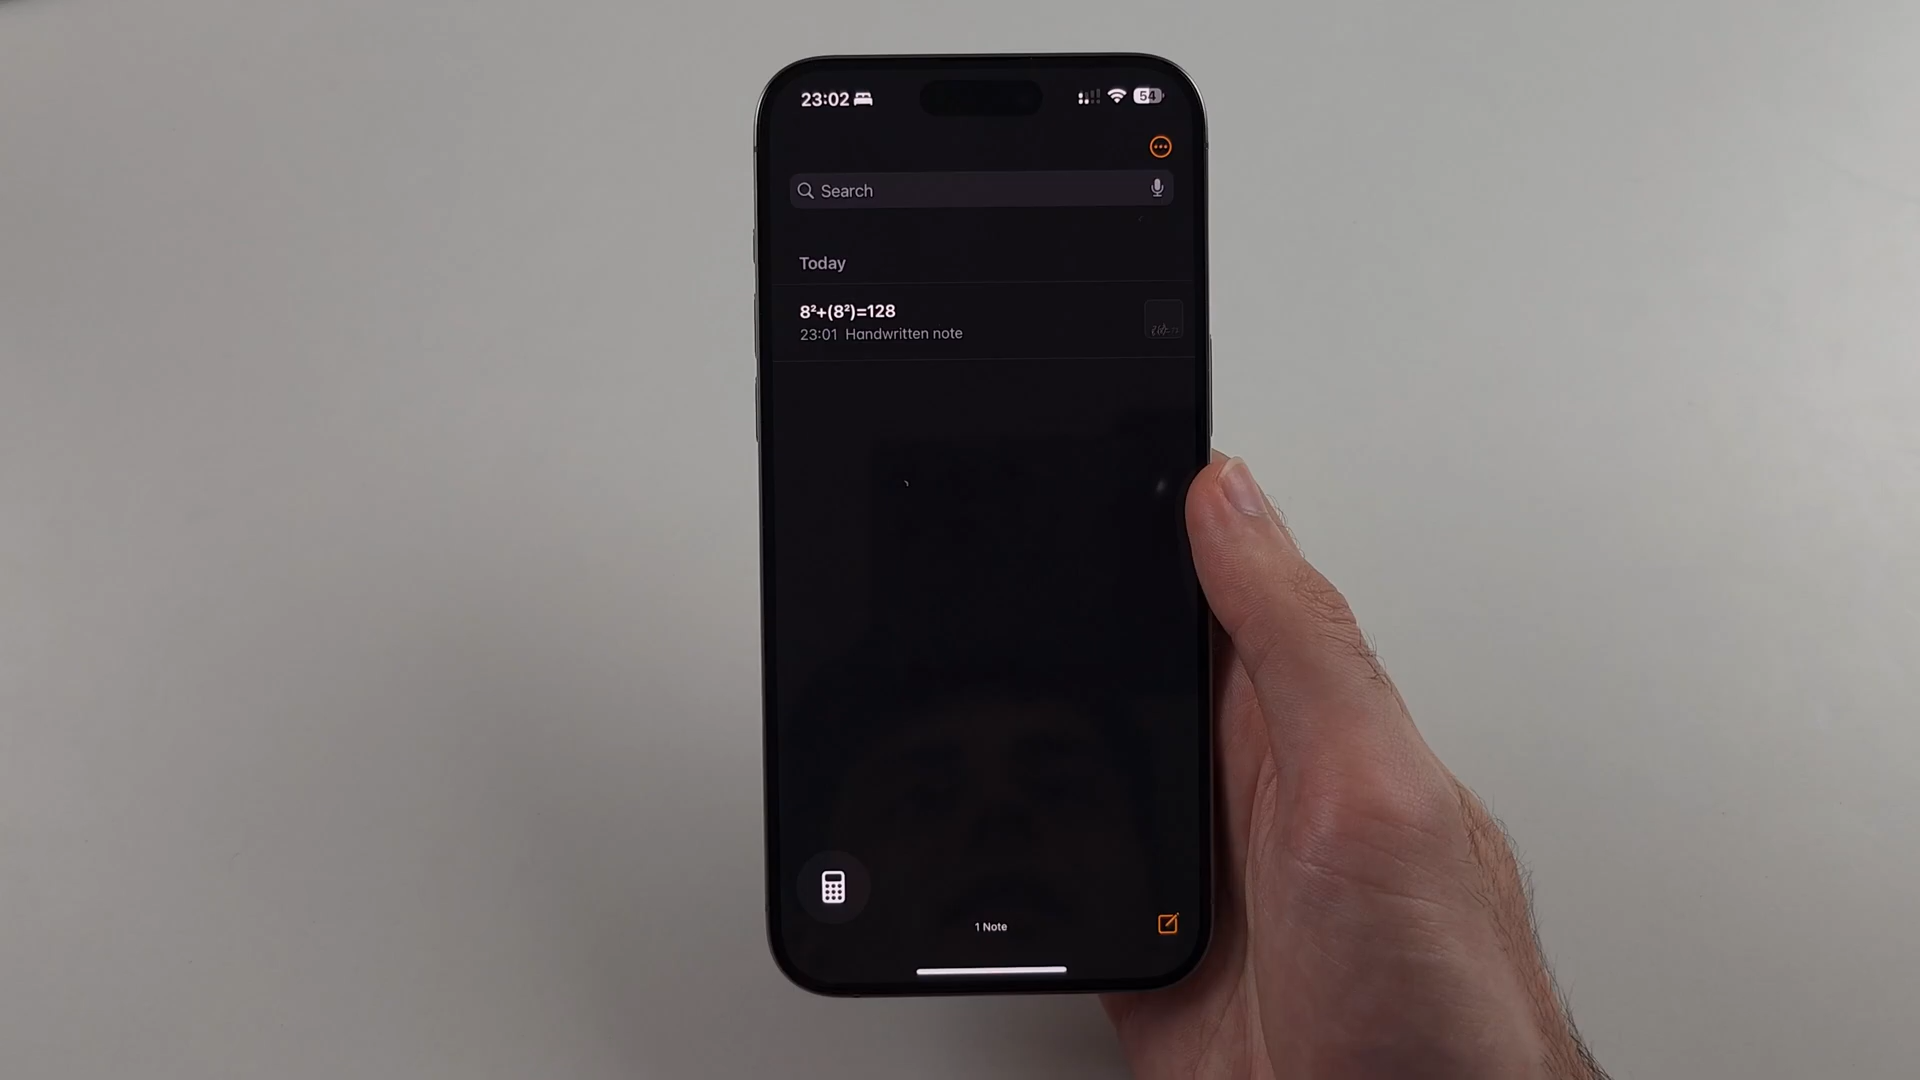 23:02
54
Search
Today
8²+(8²)=128
23:01 Handwritten note
1 Note